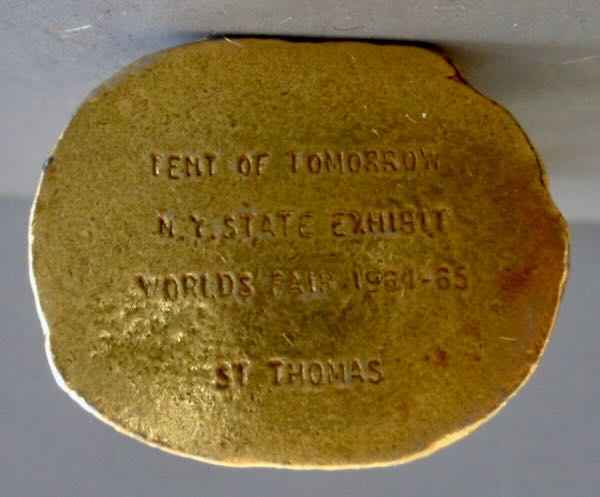 TENT OF TOMORROW
N.Y. STATE EXHIBIT
WORLDS FAIR 1964-65
ST THOMAS